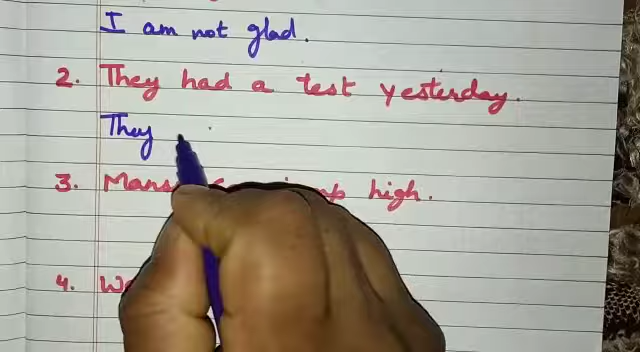 I am not glad.
2. They had a test yesterday.
They
3. high.
4.